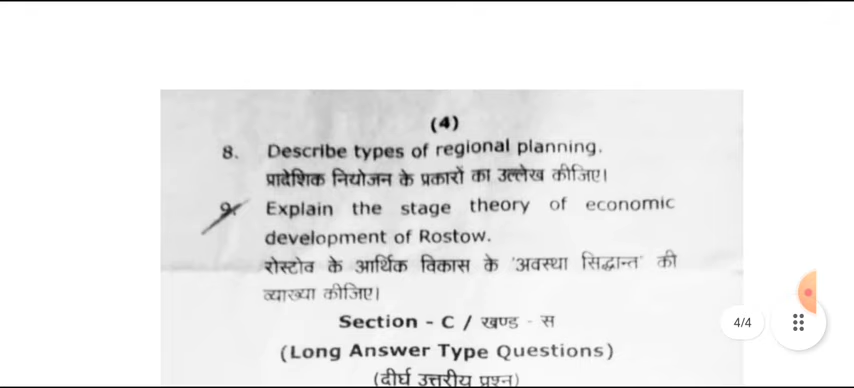 (4)
8. Describe types of regional planning.
प्रादेशिक नियोजन के प्रकारों का उल्लेख कीजिए।
9. Explain the stage theory of economic
development of Rostow.
रोस्टोव के आर्थिक विकास के 'अवस्था सिद्धान्त' की
व्याख्या कीजिए।
Section - C / खण्ड - स
(Long Answer Type Questions)
(दीर्घ उत्तरीय प्रश्न)
4/4